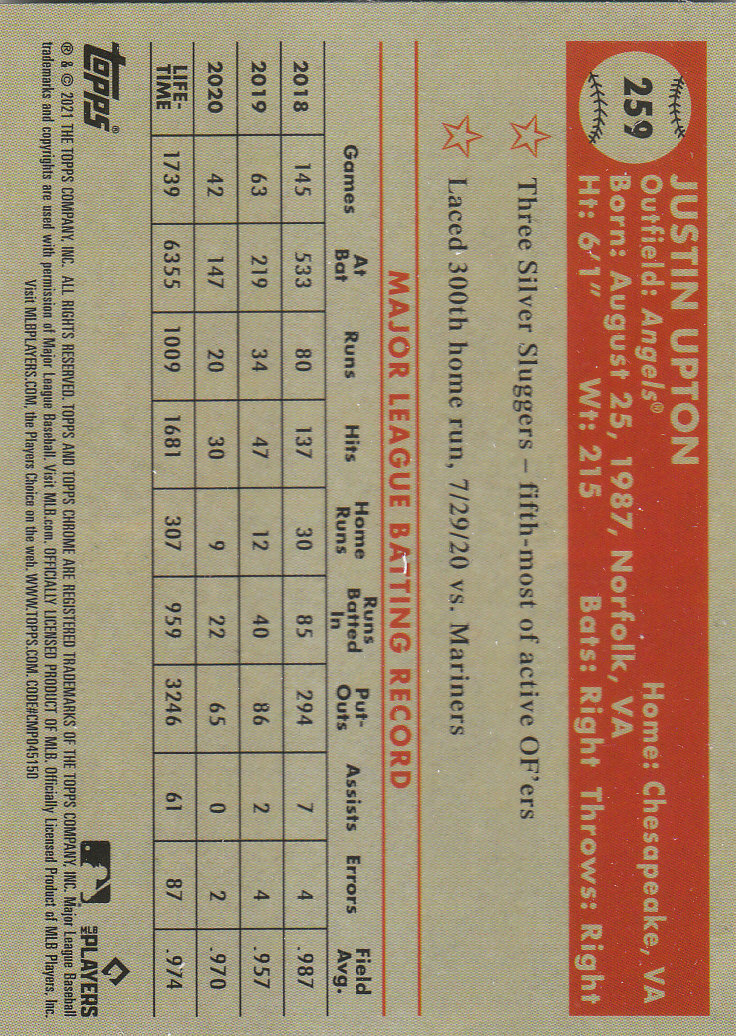 259
JUSTIN UPTON
Outfield: Angels® Home: Chesapeake, VA
Born: August 25, 1987, Norfolk, VA
Ht: 6'1" Wt: 215 Bats: Right Throws: Right
Three Silver Sluggers – fifth-most of active OF'ers
Laced 300th home run, 7/29/20 vs. Mariners
MAJOR LEAGUE BATTING RECORD
Games At Bat Runs Hits Home Runs Runs Batted In Put-Outs Assists Errors Field Avg.
2018 145 533 80 137 30 85 294 7 4 .987
2019 63 219 34 47 12 40 86 2 4 .957
2020 42 147 20 30 9 22 65 0 2 .970
LIFE-TIME 1739 6355 1009 1681 307 959 3246 61 87 .974
topps®
MLB PLAYERS
® & © 2021 THE TOPPS COMPANY, INC. ALL RIGHTS RESERVED. TOPPS AND TOPPS CHROME ARE REGISTERED TRADEMARKS OF THE TOPPS COMPANY, INC. Major League Baseball
trademarks and copyrights are used with permission of Major League Baseball. Visit MLB.com. OFFICIALLY LICENSED PRODUCT OF MLB. Officially Licensed Product of MLB Players, Inc.
Visit MLBPLAYERS.COM, the Players Choice on the web. WWW.TOPPS.COM. CODE#CMP045150